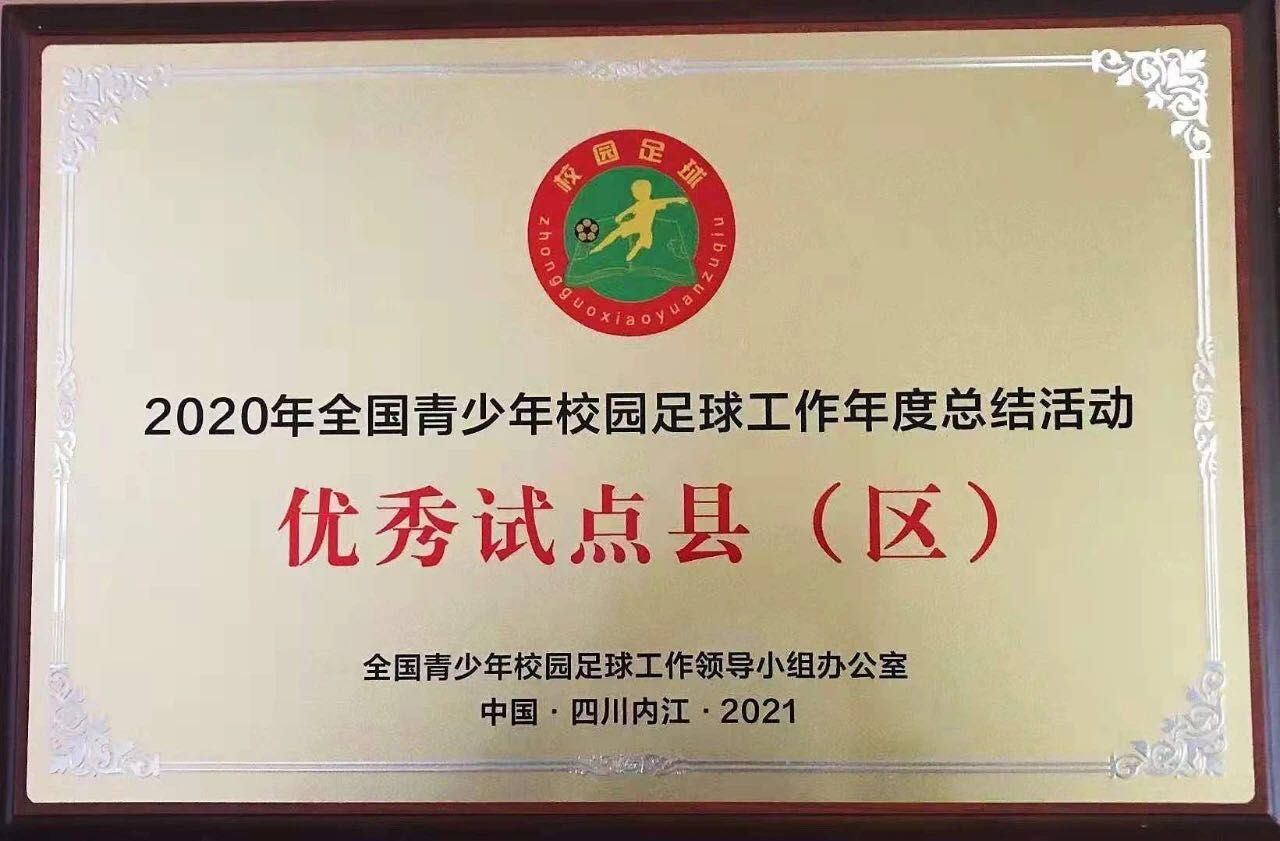 校园足球
zhongguoxiaoyuanzuqiu
2020年全国青少年校园足球工作年度总结活动
优秀试点县（区）
全国青少年校园足球工作领导小组办公室
中国·四川内江·2021